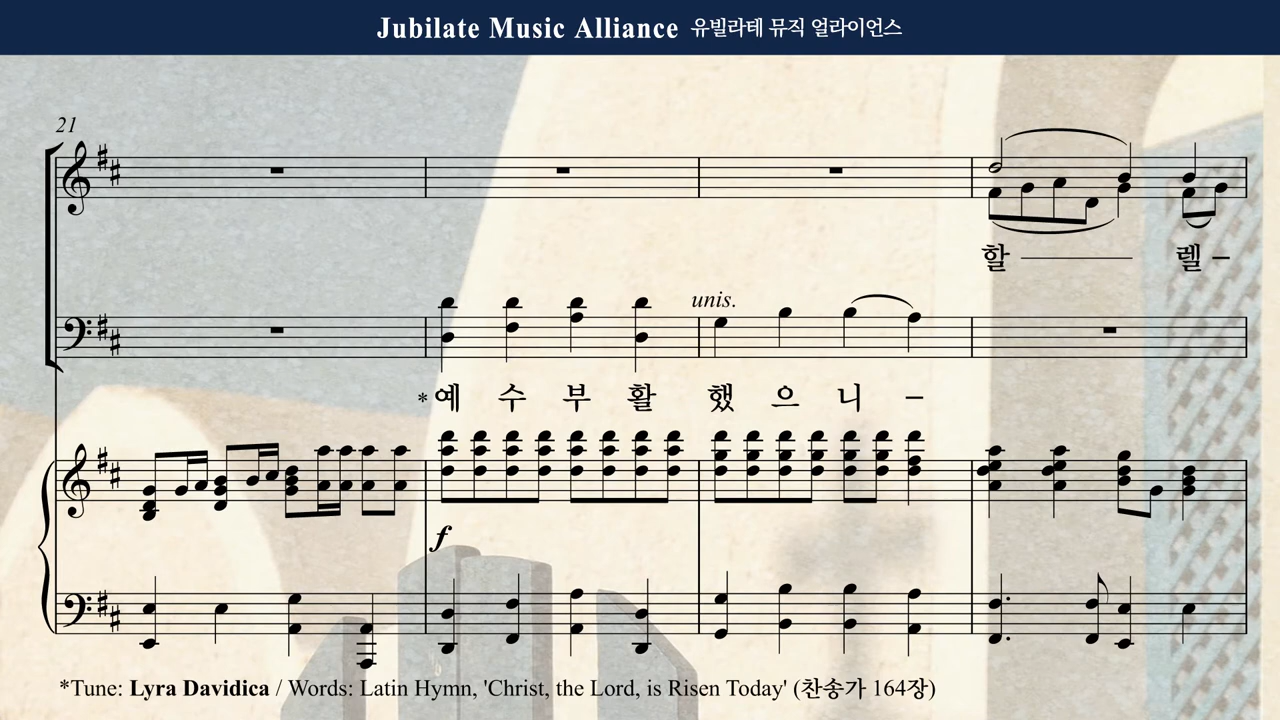 Jubilate Music Alliance 유빌라테 뮤직 얼라이언스
21
할 렐 -
unis.
*예 수 부 활 했 으 니 -
f
*Tune: Lyra Davidica / Words: Latin Hymn, 'Christ, the Lord, is Risen Today' (찬송가 164장)